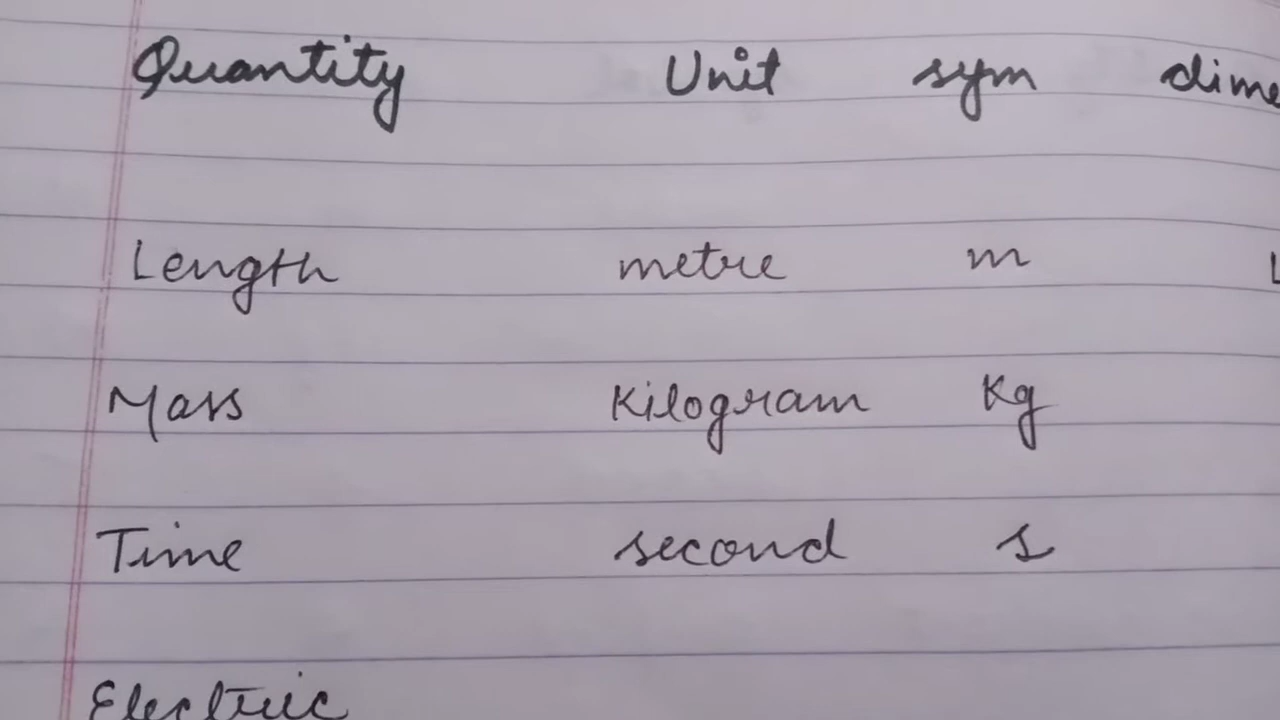 Quantity Unit sym dime
Length metre m L
Mass Kilogram Kg
Time second s
Electric